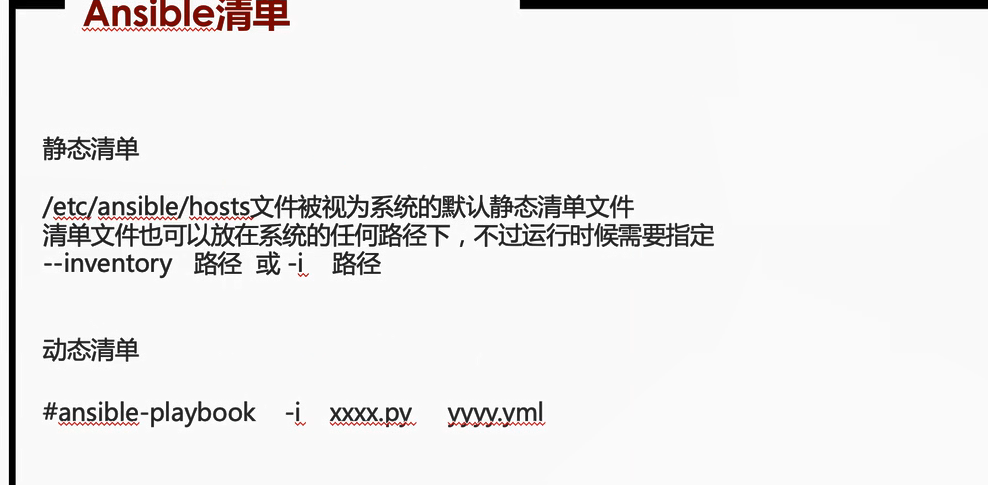 Ansible清单
静态清单
/etc/ansible/hosts文件被视为系统的默认静态清单文件
清单文件也可以放在系统的任何路径下，不过运行时候需要指定
--inventory 路径 或 -i 路径
动态清单
#ansible-playbook -i xxxx.py yyyy.yml